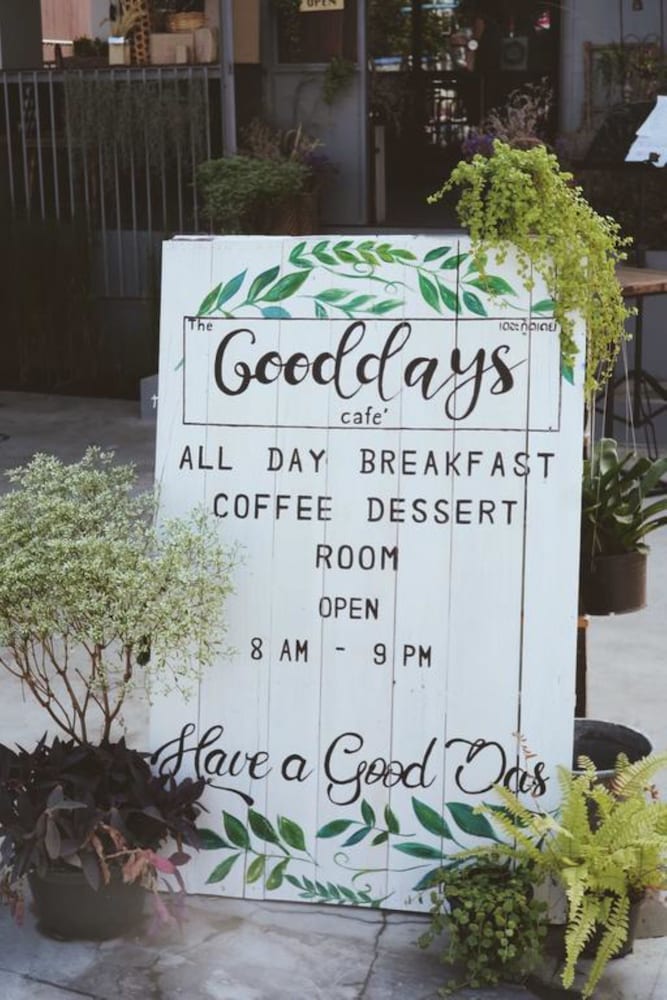 OPEN
The
Gooddays
cafe'
ALL DAY BREAKFAST
COFFEE DESSERT
ROOM
OPEN
8 AM - 9 PM
Have a Good Das